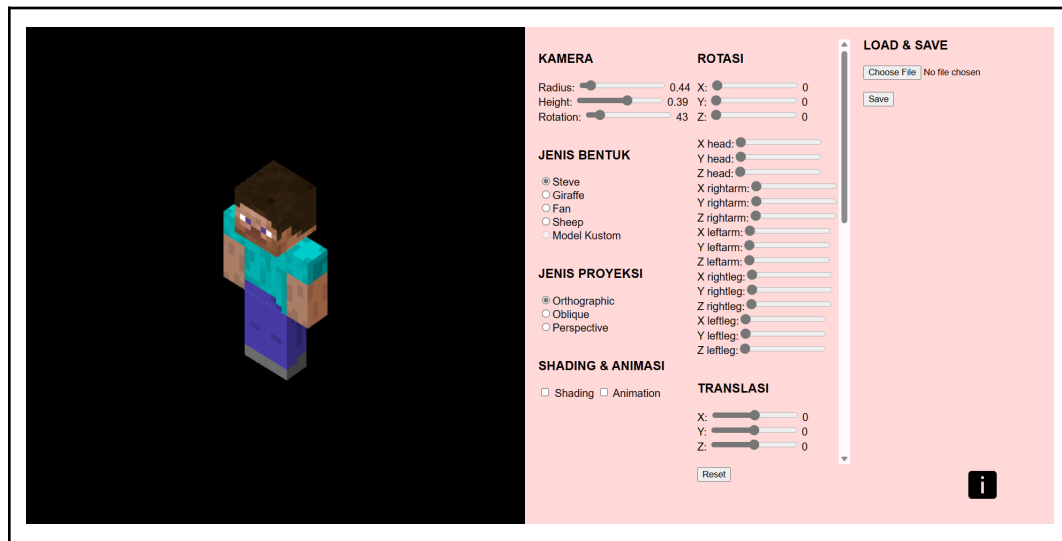 KAMERA
Radius: 0.44
Height: 0.39
Rotation: 43
JENIS BENTUK
Steve
Giraffe
Fan
Sheep
Model Kustom
JENIS PROYEKSI
Orthographic
Oblique
Perspective
SHADING & ANIMASI
Shading Animation
ROTASI
X: 0
Y: 0
Z: 0
X head:
Y head:
Z head:
X rightarm:
Y rightarm:
Z rightarm:
X leftarm:
Y leftarm:
Z leftarm:
X rightleg:
Y rightleg:
Z rightleg:
X leftleg:
Y leftleg:
Z leftleg:
TRANSLASI
X: 0
Y: 0
Z: 0
Reset
LOAD & SAVE
Choose File No file chosen
Save
i